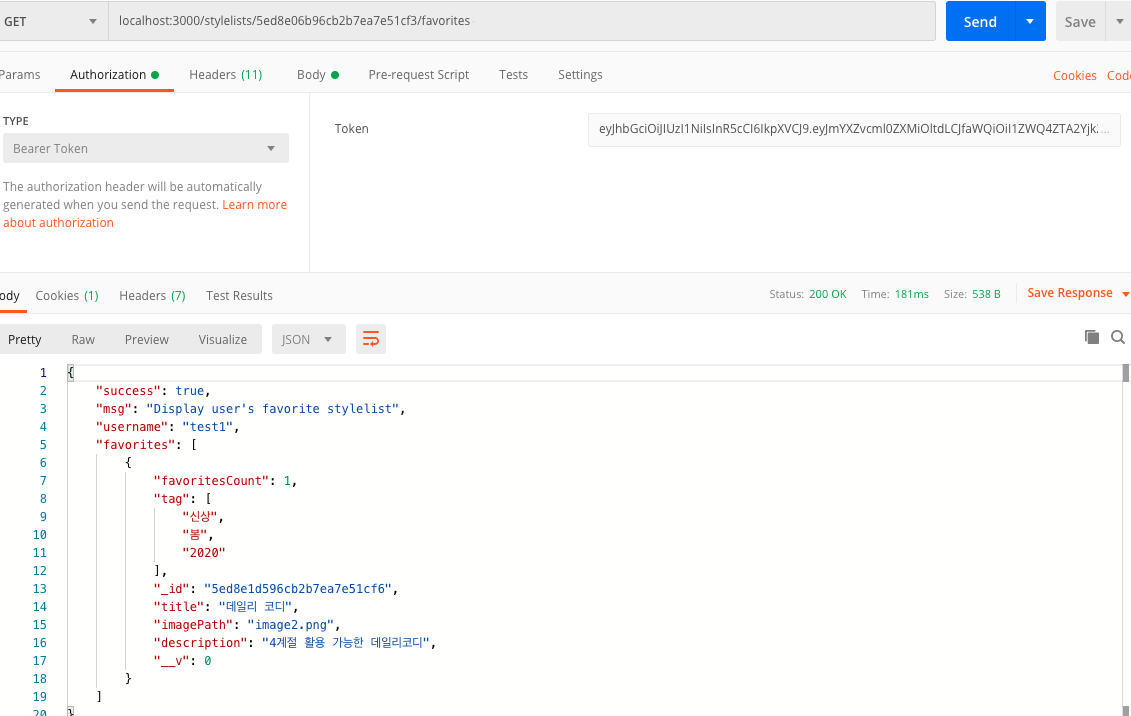 GET localhost:3000/stylelists/5ed8e06b96cb2b7ea7e51cf3/favorites Send Save
Params Authorization Headers (11) Body Pre-request Script Tests Settings Cookies Code
TYPE
Bearer Token
The authorization header will be automatically
generated when you send the request. Learn more
about authorization
Token eyJhbGciOiJIUzI1NiIsInR5cCI6IkpXVCJ9.eyJmYXZvcml0ZXMiOltdLCJfaWQiOiI1ZWQ4ZTA2Yjk...
ody Cookies (1) Headers (7) Test Results Status: 200 OK Time: 181ms Size: 538 B Save Response
Pretty Raw Preview Visualize JSON
1 {
2 "success": true,
3 "msg": "Display user's favorite stylelist",
4 "username": "test1",
5 "favorites": [
6 {
7 "favoritesCount": 1,
8 "tag": [
9 "신상",
10 "봄",
11 "2020"
12 ],
13 "_id": "5ed8e1d596cb2b7ea7e51cf6",
14 "title": "데일리 코디",
15 "imagePath": "image2.png",
16 "description": "4계절 활용 가능한 데일리코디",
17 "__v": 0
18 }
19 ]
20 }